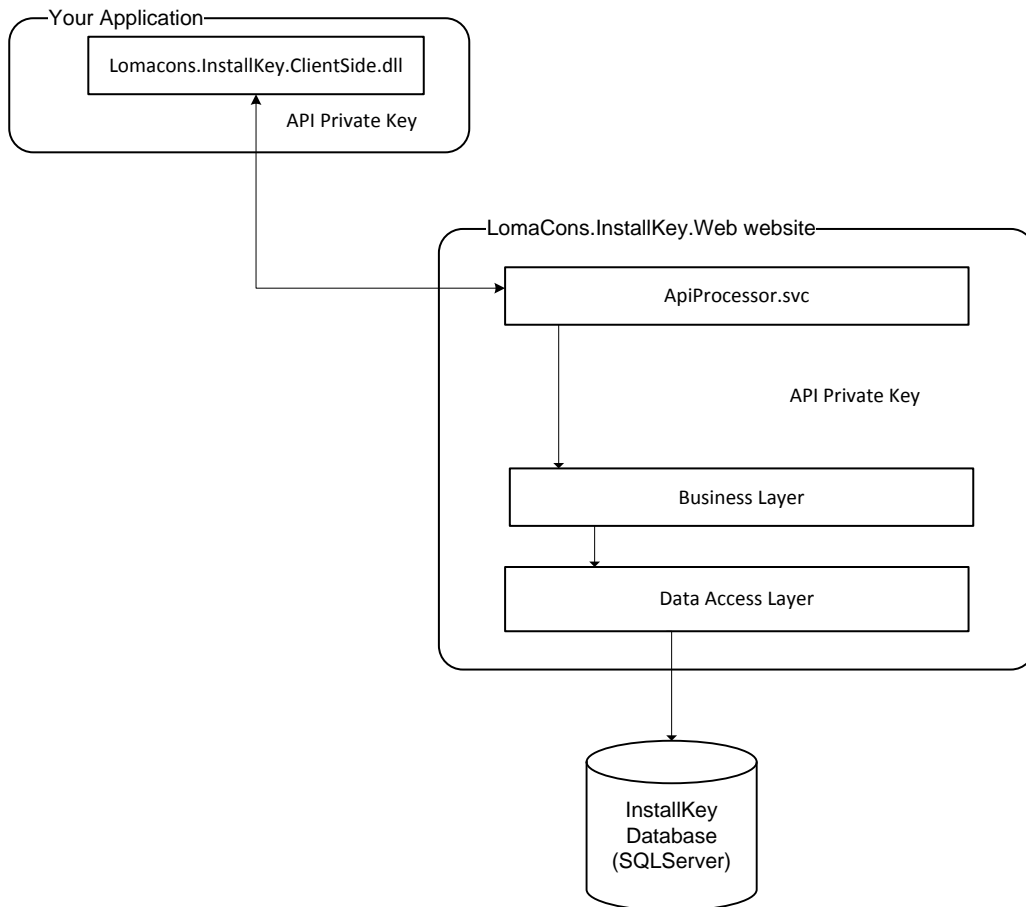 Your Application
Lomacons.InstallKey.ClientSide.dll
API Private Key
LomaCons.InstallKey.Web website
ApiProcessor.svc
API Private Key
Business Layer
Data Access Layer
InstallKey
Database
(SQLServer)